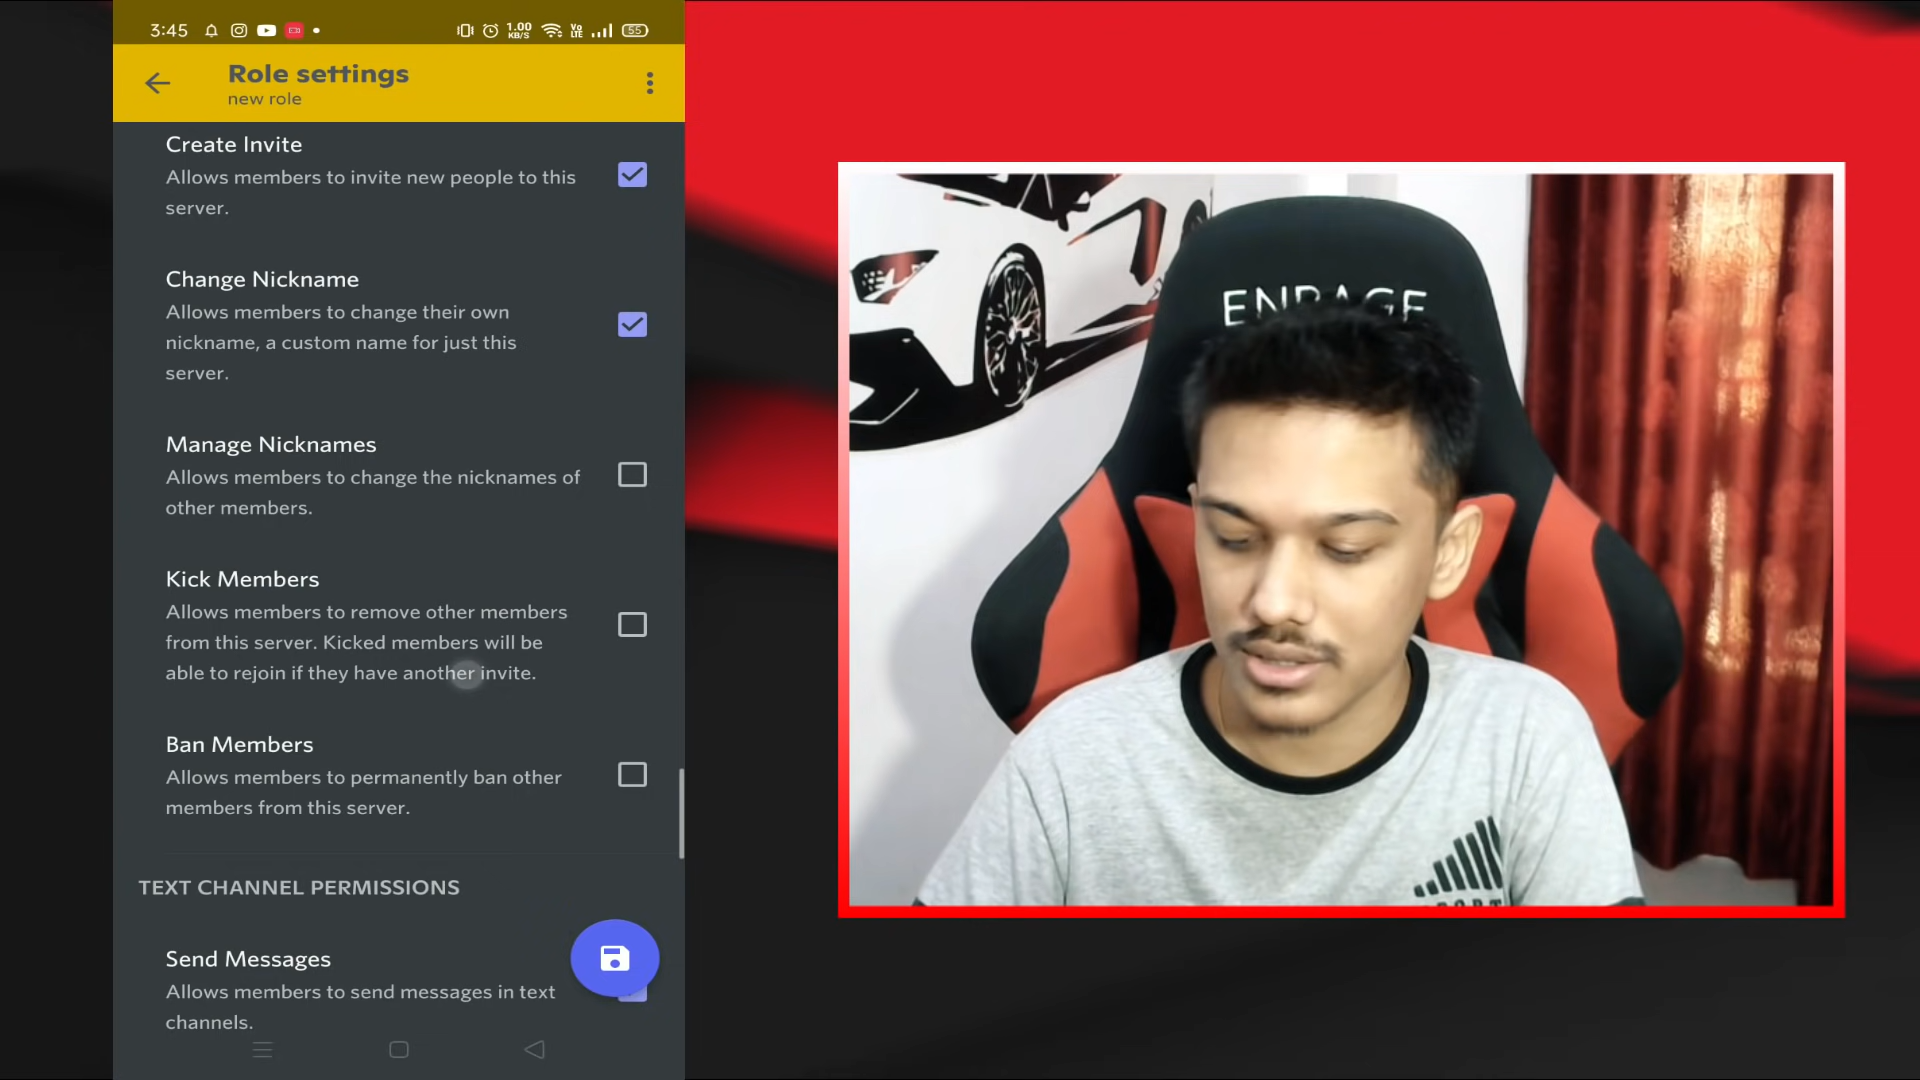 3:45
1.00
KB/S
Vo
LTE
55
Role settings
new role
Create Invite
Allows members to invite new people to this
server.
Change Nickname
Allows members to change their own
nickname, a custom name for just this
server.
Manage Nicknames
Allows members to change the nicknames of
other members.
Kick Members
Allows members to remove other members
from this server. Kicked members will be
able to rejoin if they have another invite.
Ban Members
Allows members to permanently ban other
members from this server.
TEXT CHANNEL PERMISSIONS
Send Messages
Allows members to send messages in text
channels.
ENRAGE